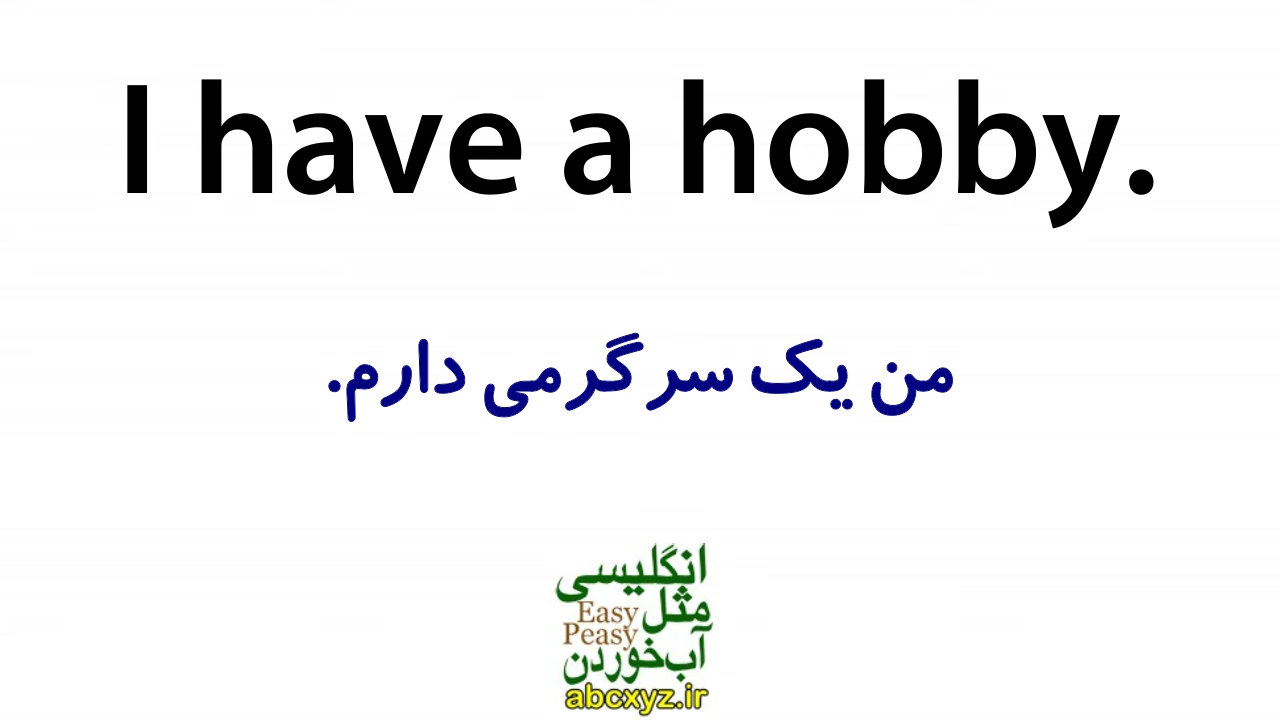 I have a hobby.
من یک سرگرمی دارم.
انگلیسی
مثل Easy
Peasy
آب خوردن
abcxyz.ir